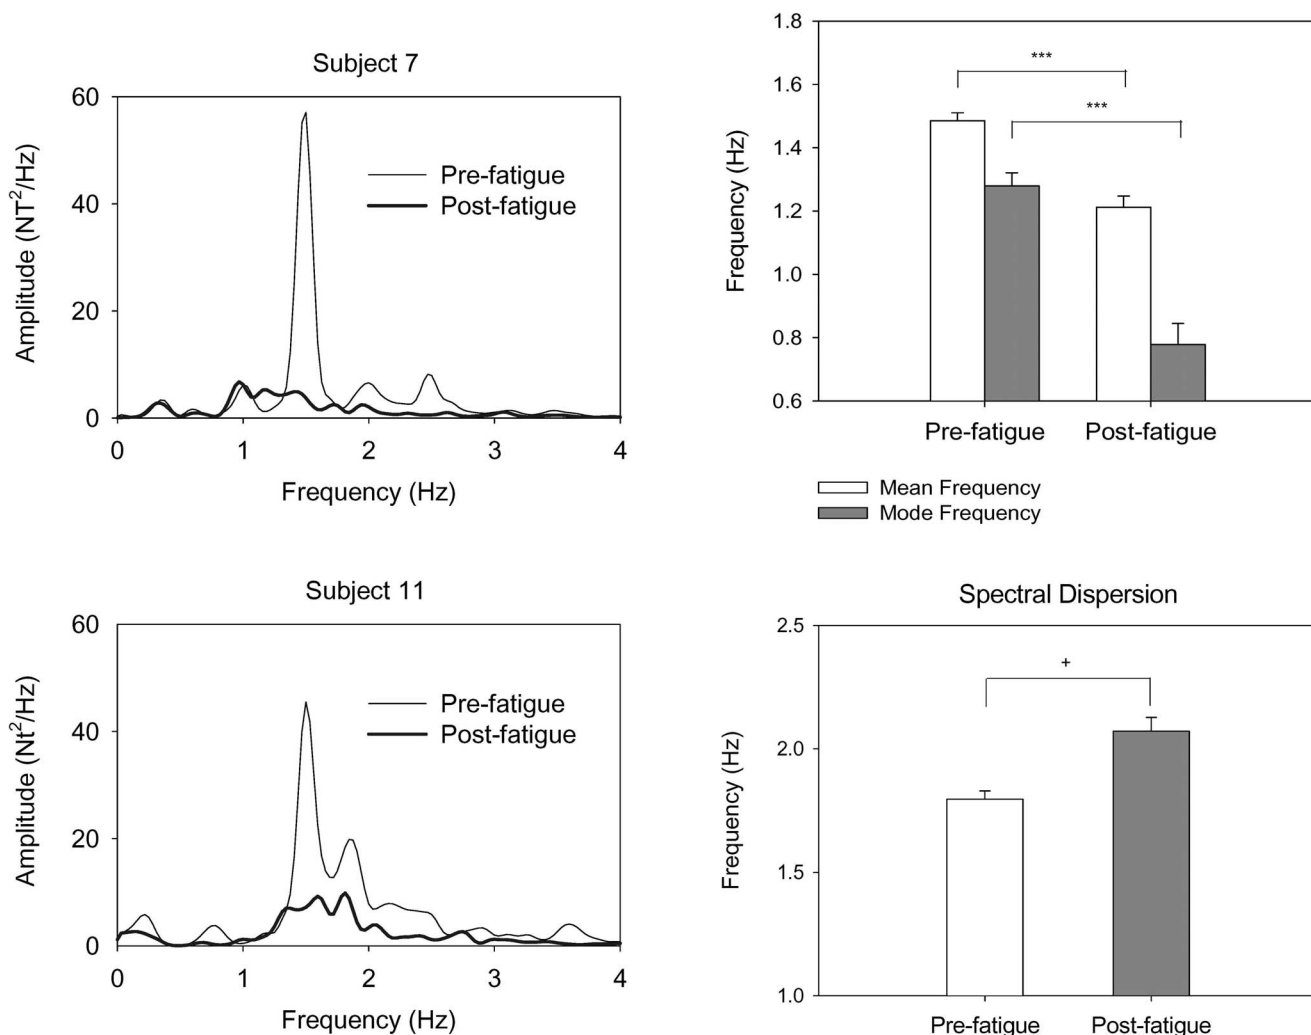 Subject 7
60
40
20
0
Amplitude (NT²/Hz)
Pre-fatigue
Post-fatigue
0 1 2 3 4
Frequency (Hz)
1.8
1.6
1.4
1.2
1.0
0.8
0.6
Frequency (Hz)
***
***
Pre-fatigue Post-fatigue
Mean Frequency
Mode Frequency
Subject 11
60
40
20
0
Amplitude (Nt²/Hz)
Pre-fatigue
Post-fatigue
0 1 2 3 4
Frequency (Hz)
Spectral Dispersion
2.5
2.0
1.5
1.0
Frequency (Hz)
+
Pre-fatigue Post-fatigue